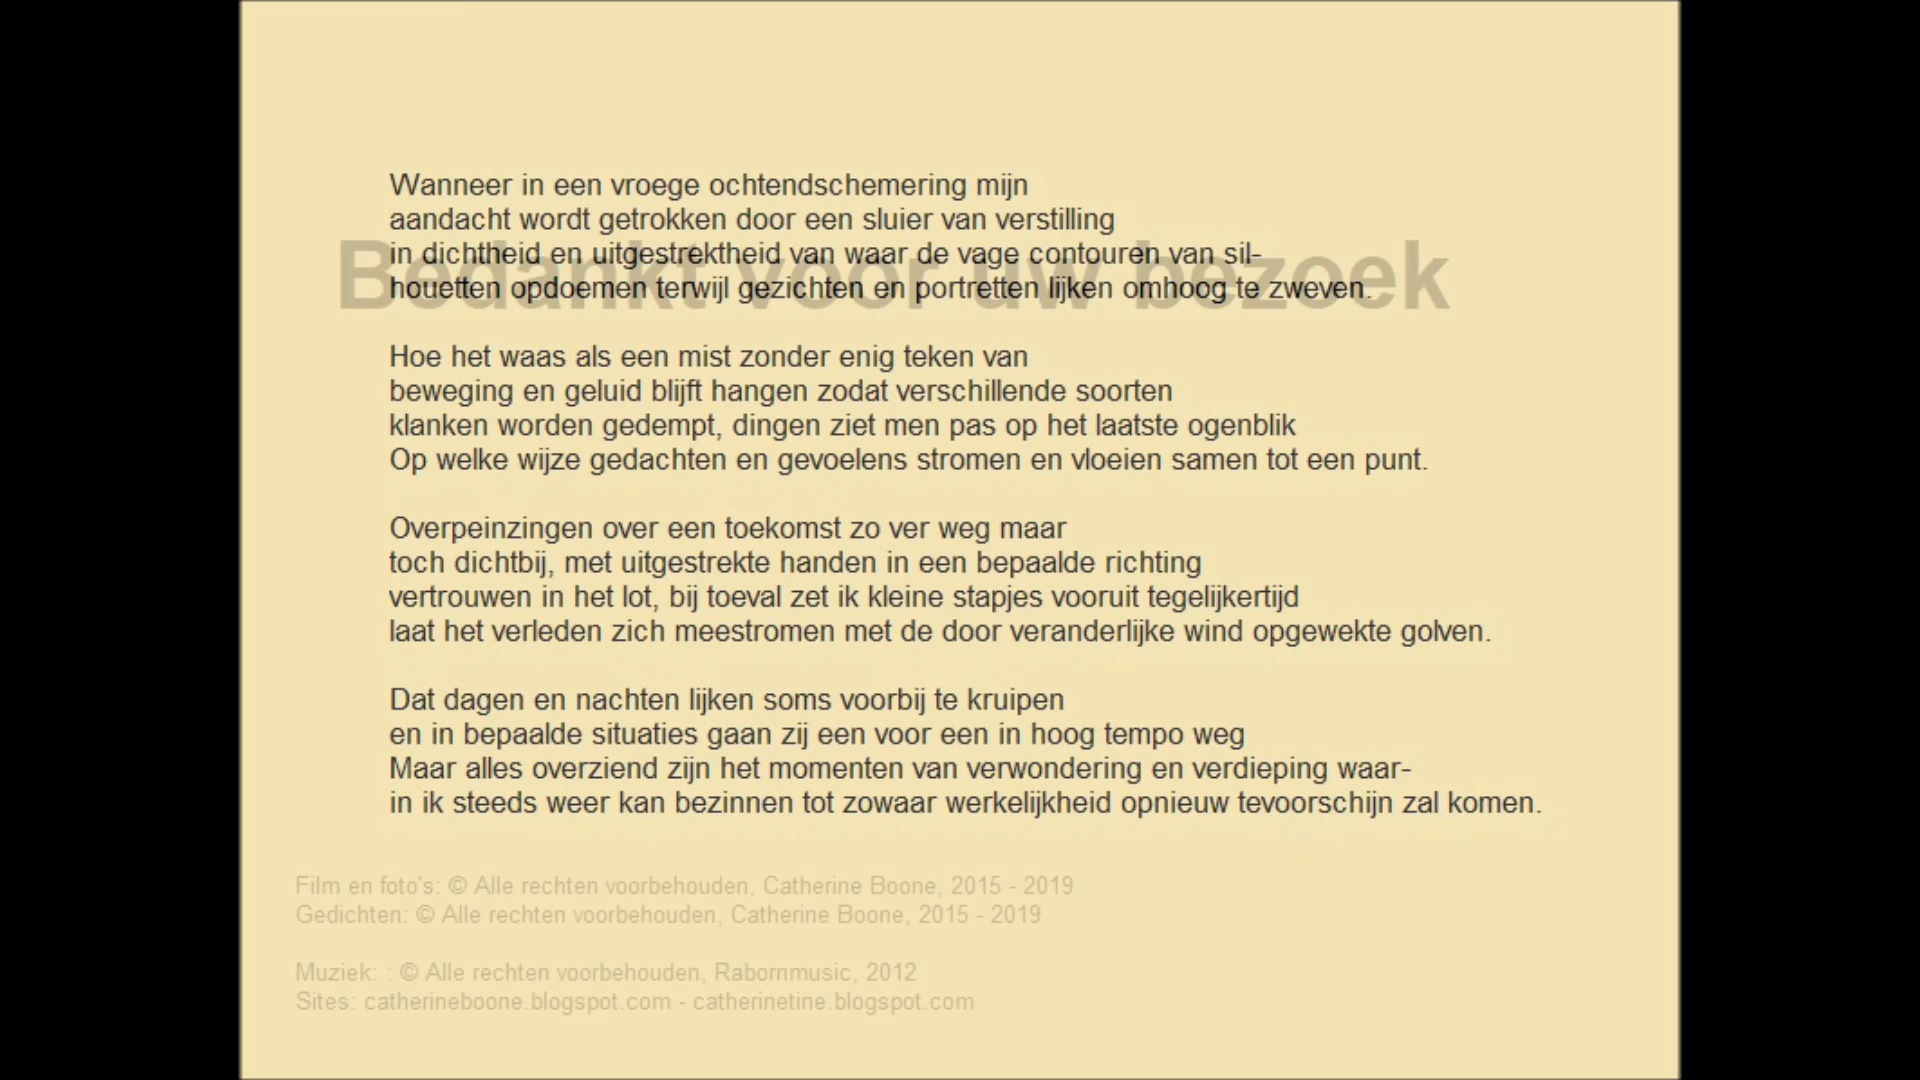 Wanneer in een vroege ochtendschemering mijn
aandacht wordt getrokken door een sluier van verstilling
in dichtheid en uitgestrektheid van waar de vage contouren van sil-
houetten opdoemen terwijl gezichten en portretten lijken omhoog te zweven.
Bedankt voor uw bezoek
Hoe het waas als een mist zonder enig teken van
beweging en geluid blijft hangen zodat verschillende soorten
klanken worden gedempt, dingen ziet men pas op het laatste ogenblik
Op welke wijze gedachten en gevoelens stromen en vloeien samen tot een punt.
Overpeinzingen over een toekomst zo ver weg maar
toch dichtbij, met uitgestrekte handen in een bepaalde richting
vertrouwen in het lot, bij toeval zet ik kleine stapjes vooruit tegelijkertijd
laat het verleden zich meestromen met de door veranderlijke wind opgewekte golven.
Dat dagen en nachten lijken soms voorbij te kruipen
en in bepaalde situaties gaan zij een voor een in hoog tempo weg
Maar alles overziend zijn het momenten van verwondering en verdieping waar-
in ik steeds weer kan bezinnen tot zowaar werkelijkheid opnieuw tevoorschijn zal komen.
Film en foto's: © Alle rechten voorbehouden, Catherine Boone, 2015 - 2019
Gedichten: © Alle rechten voorbehouden, Catherine Boone, 2015 - 2019
Muziek: : © Alle rechten voorbehouden, Rabornmusic, 2012
Sites: catherineboone.blogspot.com - catherinetine.blogspot.com